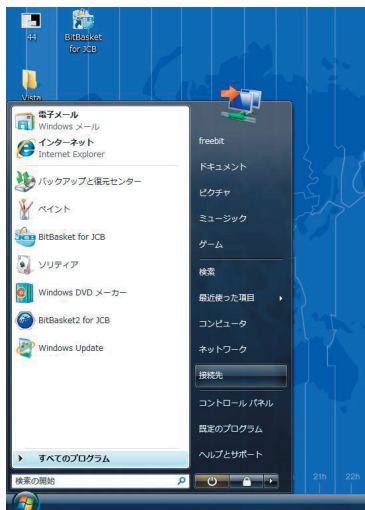 44
BitBasket
for JCB
Vista
電子メール
Windows メール
インターネット
Internet Explorer
バックアップと復元センター
ペイント
BitBasket for JCB
ソリティア
Windows DVD メーカー
BitBasket2 for JCB
Windows Update
すべてのプログラム
検索の開始
freebit
ドキュメント
ピクチャ
ミュージック
ゲーム
検索
最近使った項目
コンピュータ
ネットワーク
接続先
コントロール パネル
既定のプログラム
ヘルプとサポート
21h 22h